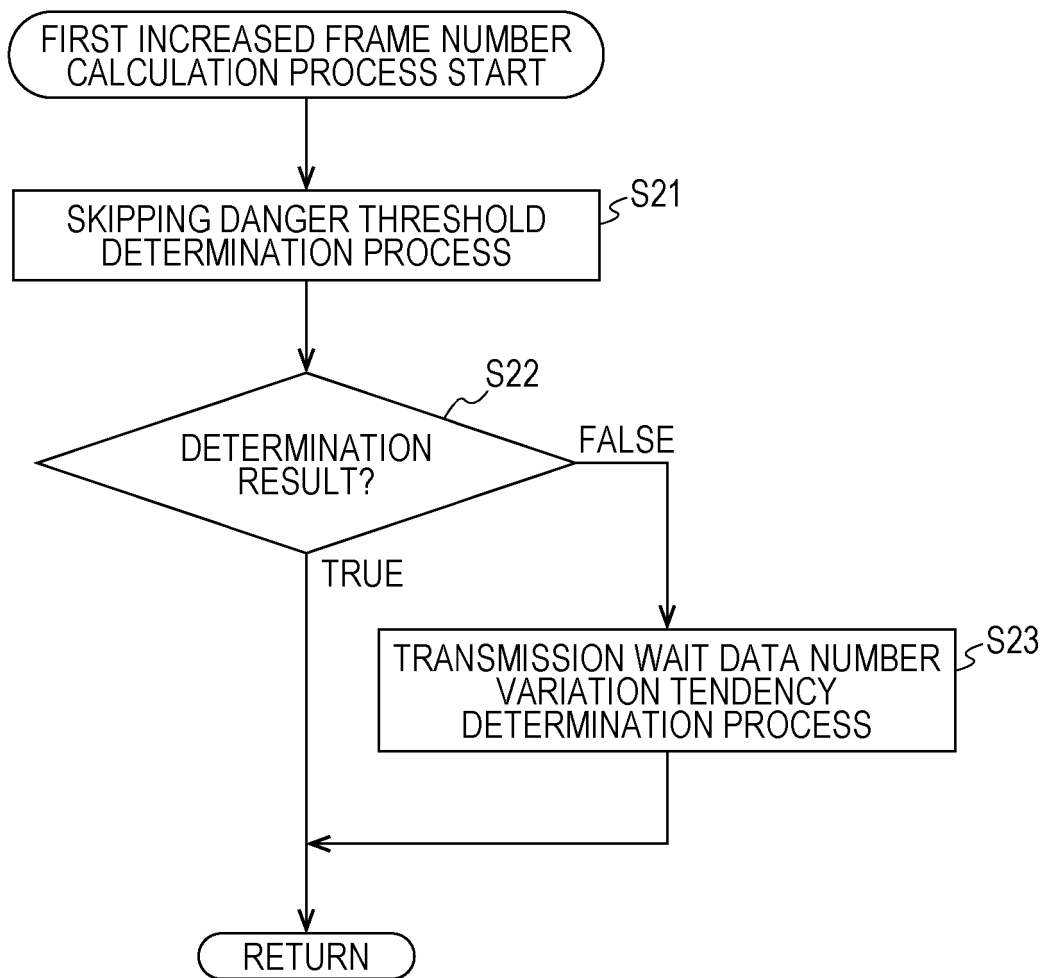 FIRST INCREASED FRAME NUMBER
CALCULATION PROCESS START
S21
SKIPPING DANGER THRESHOLD
DETERMINATION PROCESS
S22
DETERMINATION
RESULT?
FALSE
TRUE
S23
TRANSMISSION WAIT DATA NUMBER
VARIATION TENDENCY
DETERMINATION PROCESS
RETURN